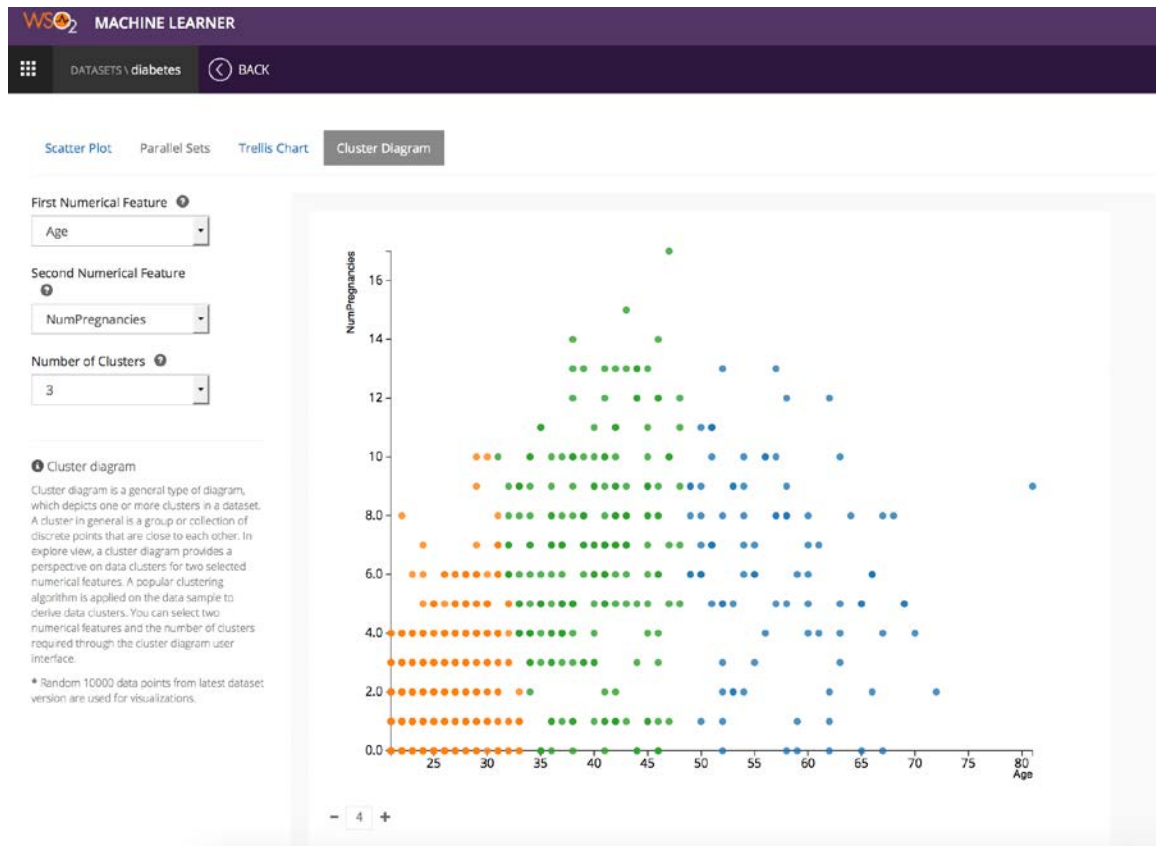 WSO2 MACHINE LEARNER
DATASETS \ diabetes BACK
Scatter Plot Parallel Sets Trellis Chart Cluster Diagram
First Numerical Feature
Age
Second Numerical Feature
NumPregnancies
Number of Clusters
3
Cluster diagram
Cluster diagram is a general type of diagram,
which depicts one or more clusters in a dataset.
A cluster in general is a group or collection of
discrete points that are close to each other. In
explore view, a cluster diagram provides a
perspective on data clusters for two selected
numerical features. A popular clustering
algorithm is applied on the data sample to
derive data clusters. You can select two
numerical features and the number of clusters
required through the cluster diagram user
interface.
* Random 10000 data points from latest dataset
version are used for visualizations.
NumPregnancies
16
14
12
10
8.0
6.0
4.0
2.0
0.0
25 30 35 40 45 50 55 60 65 70 75 80
Age
− 4 +